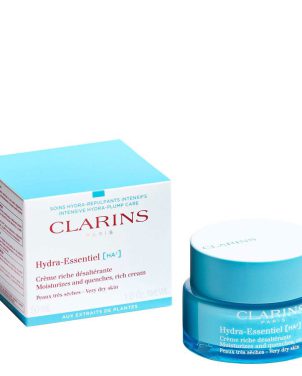 SOINS HYDRA-REPULPANTS INTENSIFS
INTENSIVE HYDRA-PLUMP CARE
CLARINS
PARIS
Hydra-Essentiel [HA²]
Crème riche désaltérante
Moisturizes and quenches, rich cream
Peaux très sèches - Very dry skin
AUX EXTRAITS DE PLANTES
CLARINS
PARIS
Hydra-Essentiel [HA²]
Crème riche désaltérante
Moisturizes and quenches, rich
Peaux très sèches - Very dry skin